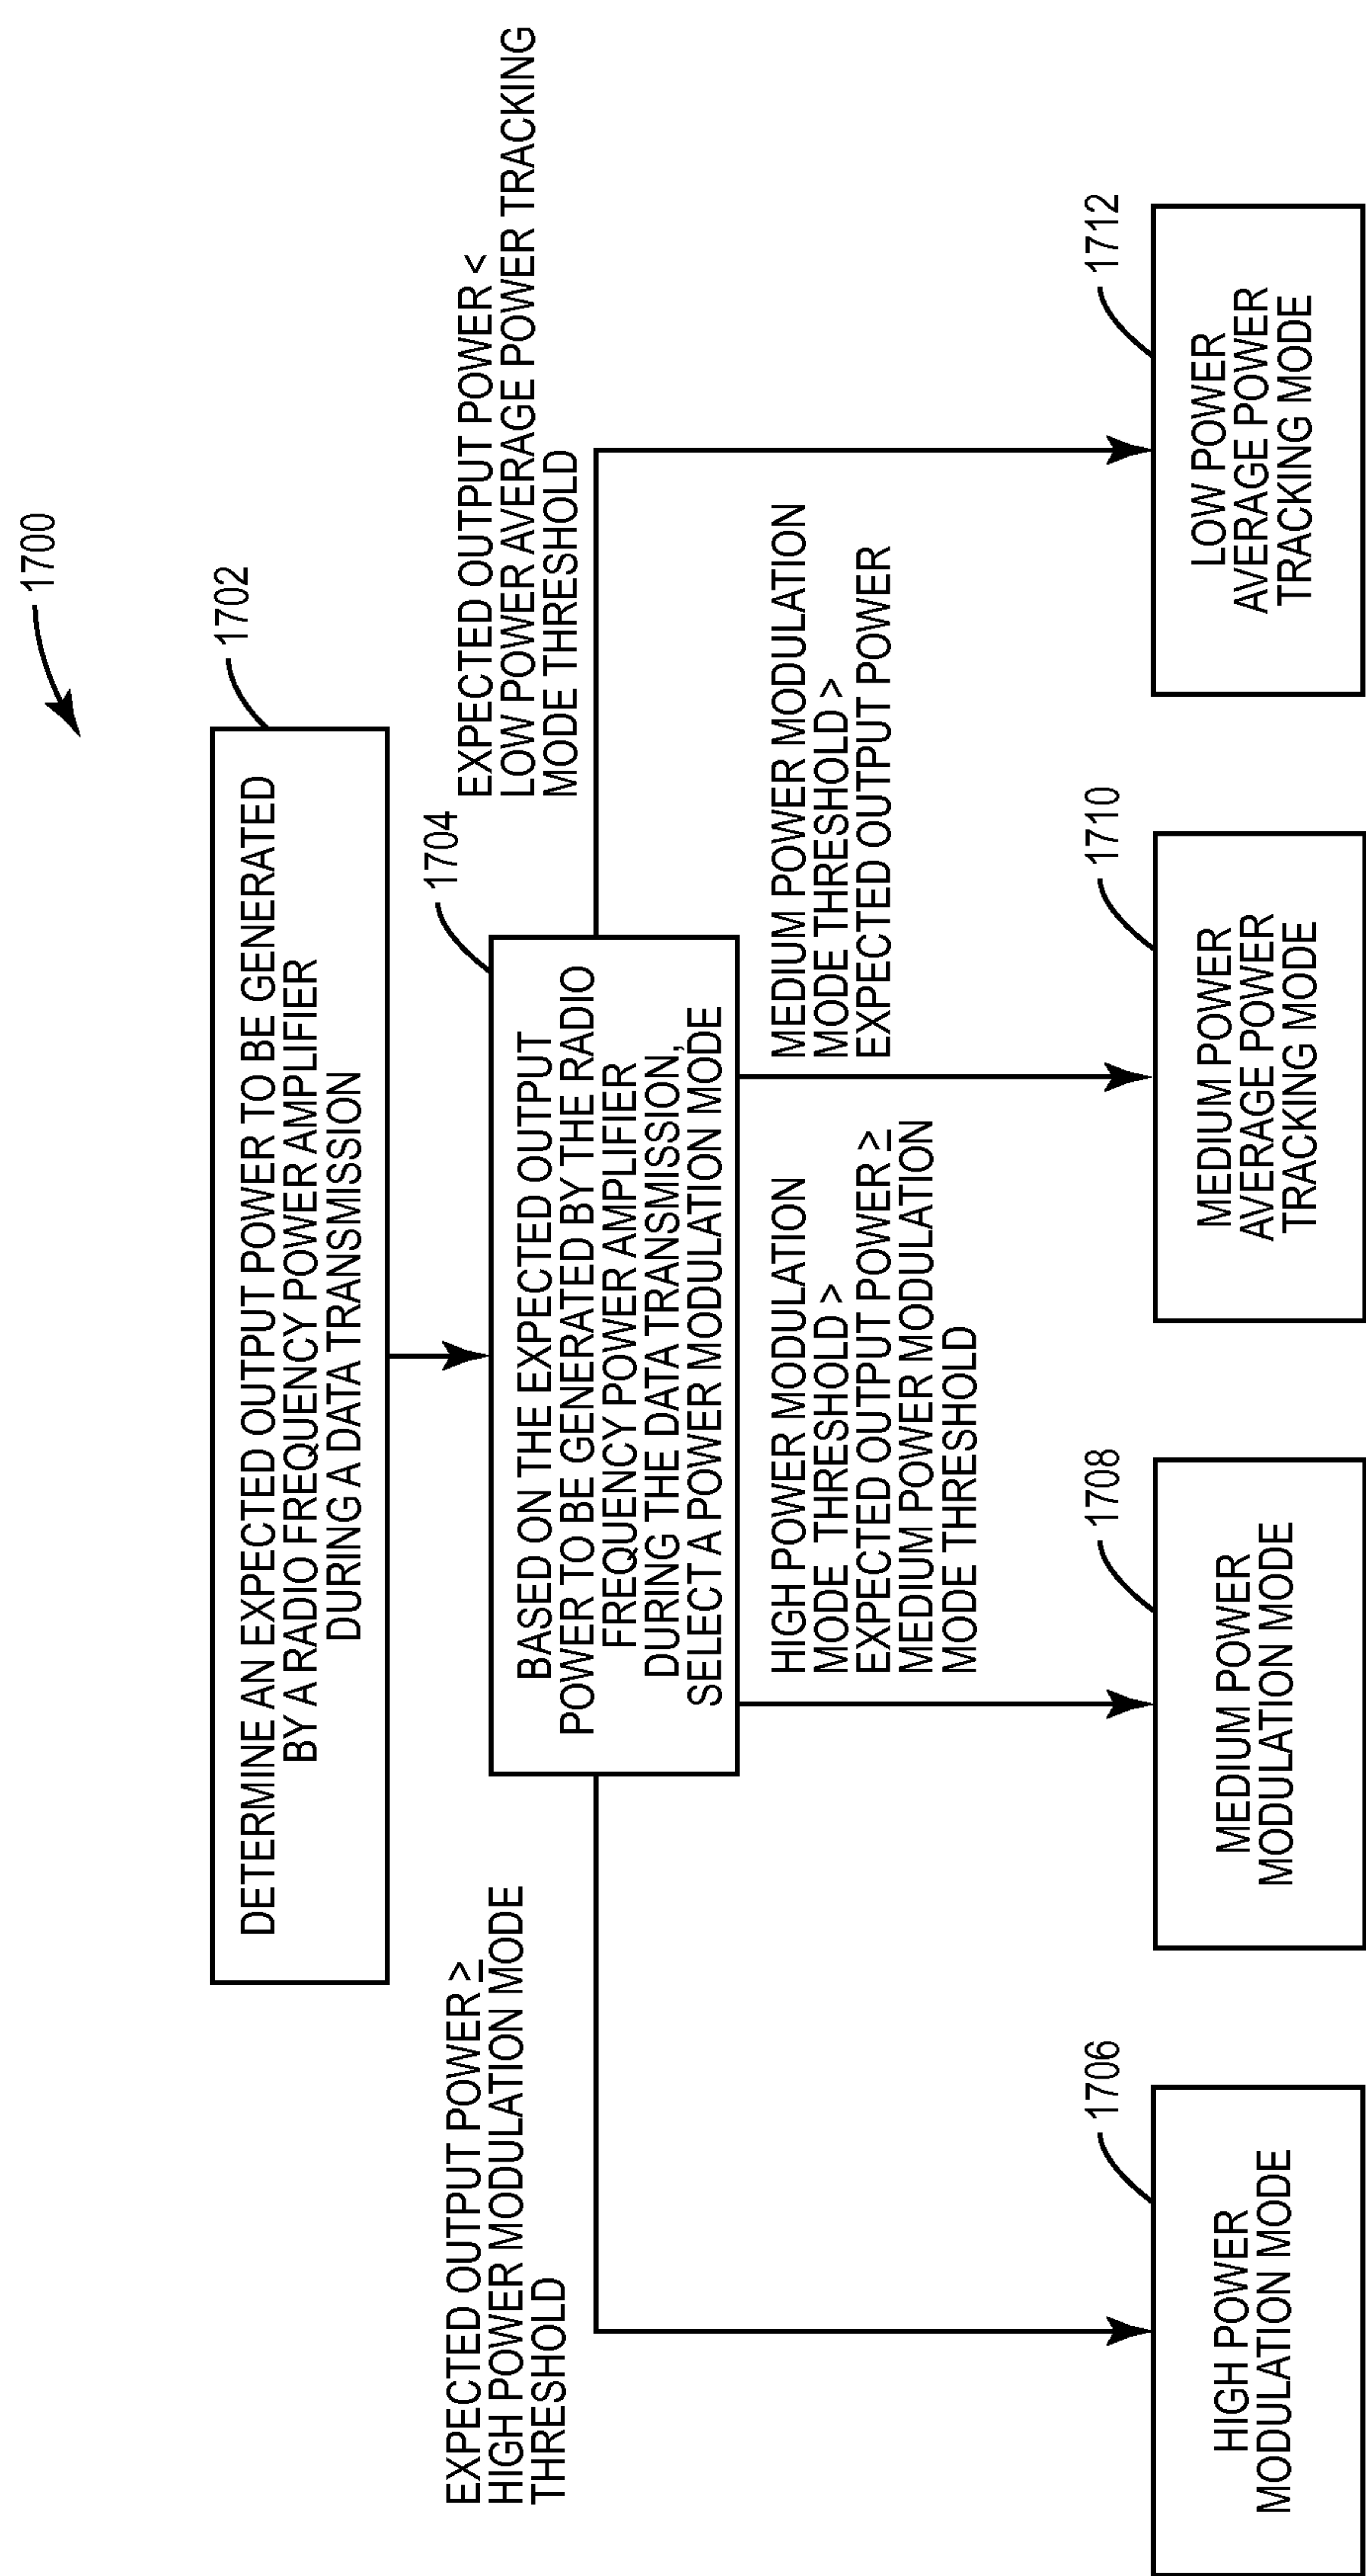 1700
1702
DETERMINE AN EXPECTED OUTPUT POWER TO BE GENERATED
BY A RADIO FREQUENCY POWER AMPLIFIER
DURING A DATA TRANSMISSION
1704
BASED ON THE EXPECTED OUTPUT
POWER TO BE GENERATED BY THE RADIO
FREQUENCY POWER AMPLIFIER
DURING THE DATA TRANSMISSION,
SELECT A POWER MODULATION MODE
EXPECTED OUTPUT POWER ≥
HIGH POWER MODULATION MODE
THRESHOLD
HIGH POWER MODULATION
MODE THRESHOLD >
EXPECTED OUTPUT POWER ≥
MEDIUM POWER MODULATION
MODE THRESHOLD
MEDIUM POWER MODULATION
MODE THRESHOLD >
EXPECTED OUTPUT POWER
EXPECTED OUTPUT POWER <
LOW POWER AVERAGE POWER TRACKING
MODE THRESHOLD
1706
HIGH POWER
MODULATION MODE
1708
MEDIUM POWER
MODULATION MODE
1710
MEDIUM POWER
AVERAGE POWER
TRACKING MODE
1712
LOW POWER
AVERAGE POWER
TRACKING MODE